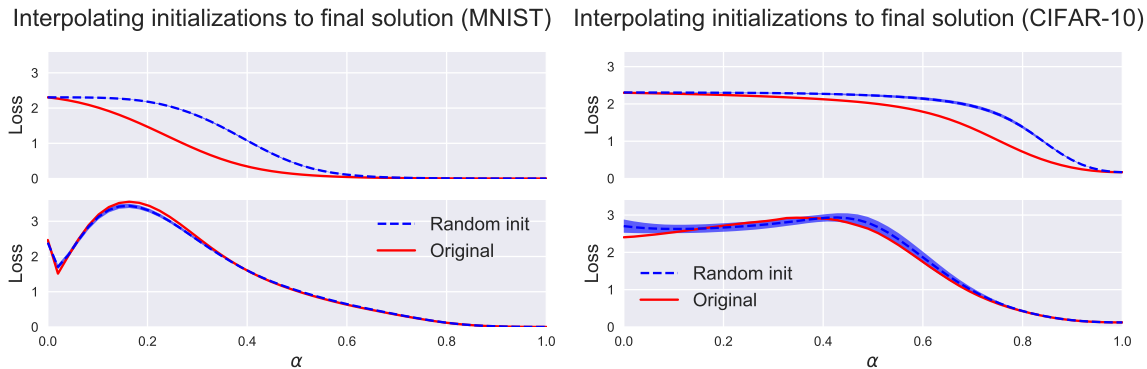 Interpolating initializations to final solution (MNIST)
3
2
1
0
Loss
3
2
1
0
Loss
Random init
Original
0.0 0.2 0.4 0.6 0.8 1.0
α
Interpolating initializations to final solution (CIFAR-10)
3
2
1
0
Loss
3
2
1
0
Loss
Random init
Original
0.0 0.2 0.4 0.6 0.8 1.0
α